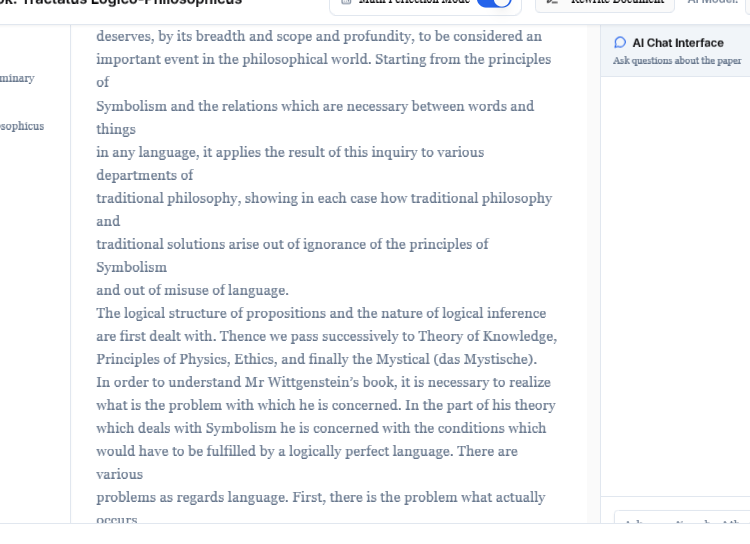 k: Tractatus Logico-Philosophicus
Math Perfection Mode
Rewrite Document
AI Model:
minary
osophicus
deserves, by its breadth and scope and profundity, to be considered an
important event in the philosophical world. Starting from the principles
of
Symbolism and the relations which are necessary between words and
things
in any language, it applies the result of this inquiry to various
departments of
traditional philosophy, showing in each case how traditional philosophy
and
traditional solutions arise out of ignorance of the principles of
Symbolism
and out of misuse of language.
The logical structure of propositions and the nature of logical inference
are first dealt with. Thence we pass successively to Theory of Knowledge,
Principles of Physics, Ethics, and finally the Mystical (das Mystische).
In order to understand Mr Wittgenstein’s book, it is necessary to realize
what is the problem with which he is concerned. In the part of his theory
which deals with Symbolism he is concerned with the conditions which
would have to be fulfilled by a logically perfect language. There are
various
problems as regards language. First, there is the problem what actually
occurs
AI Chat Interface
Ask questions about the paper